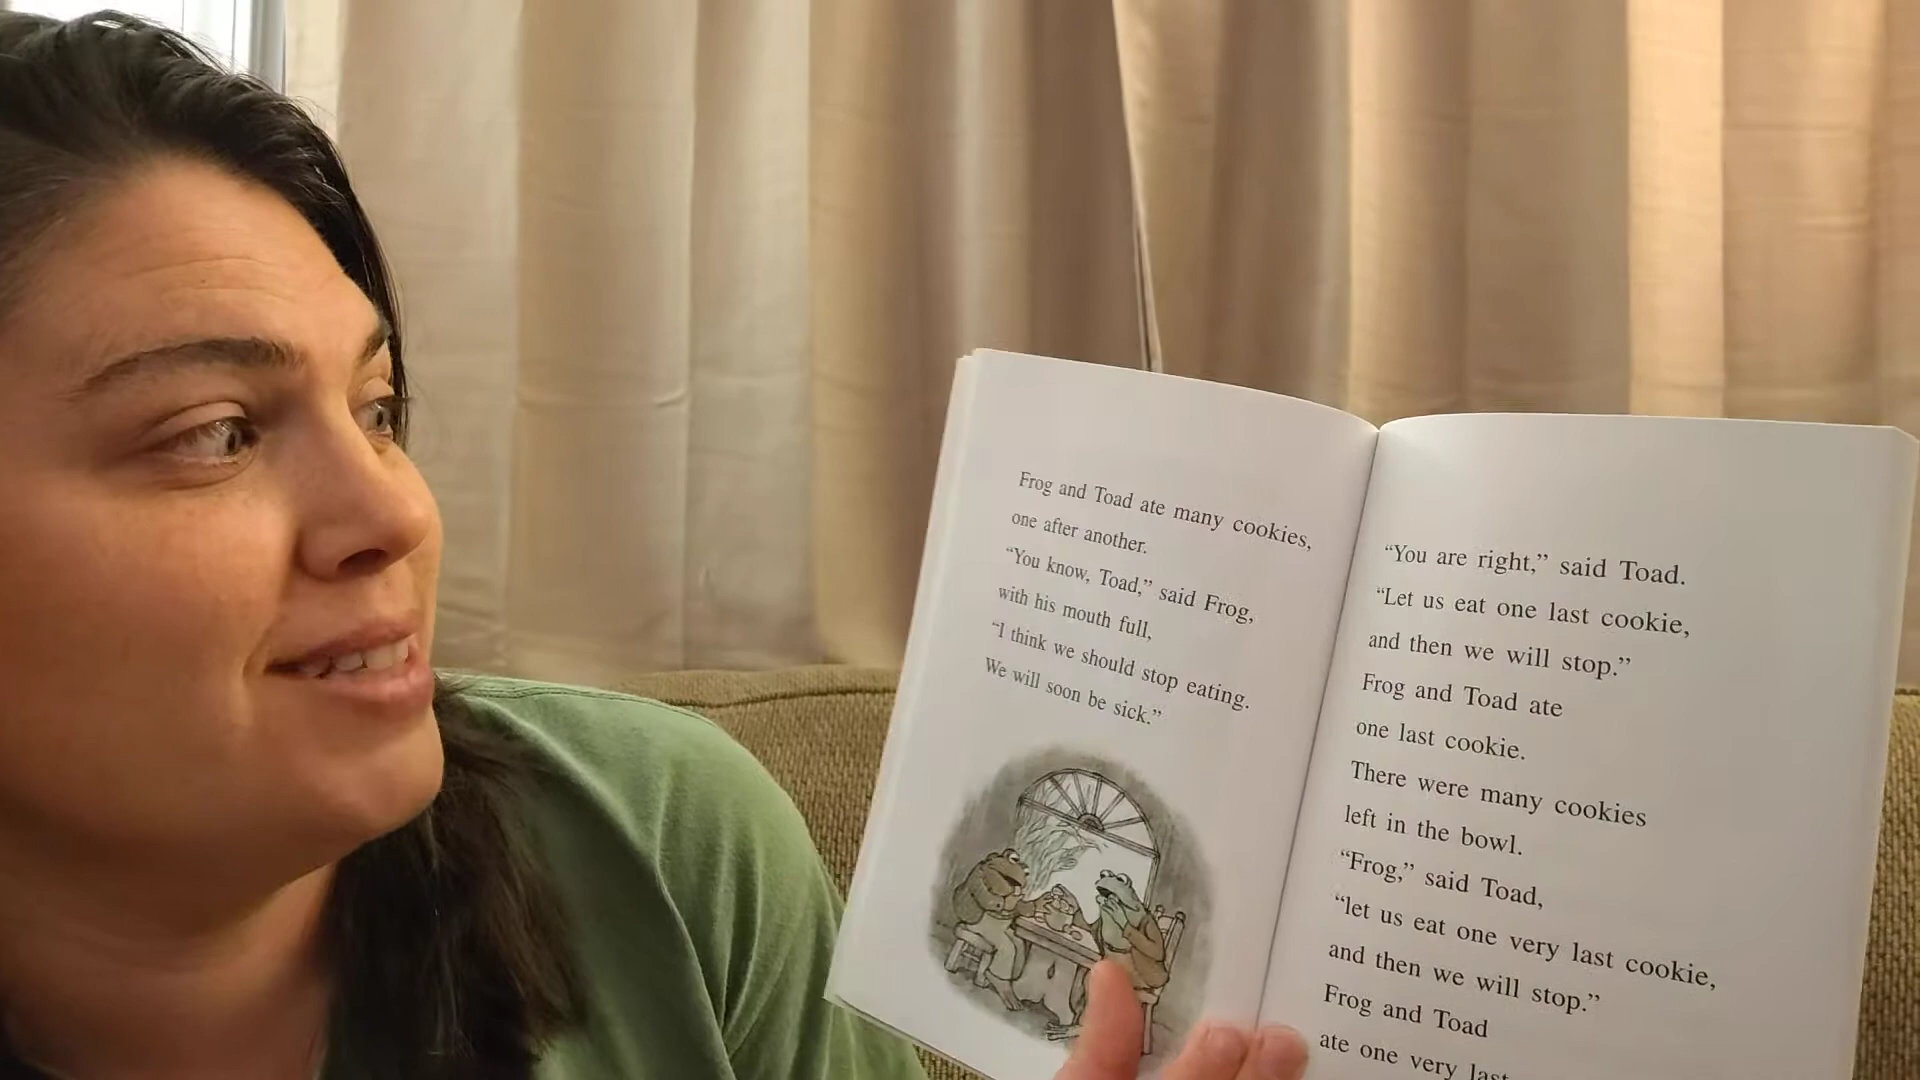 Frog and Toad ate many cookies,
one after another.
“You know, Toad,” said Frog,
with his mouth full,
“I think we should stop eating.
We will soon be sick.”
“You are right,” said Toad.
“Let us eat one last cookie,
and then we will stop.”
Frog and Toad ate
one last cookie.
There were many cookies
left in the bowl.
“Frog,” said Toad,
“let us eat one very last cookie,
and then we will stop.”
Frog and Toad
ate one very last